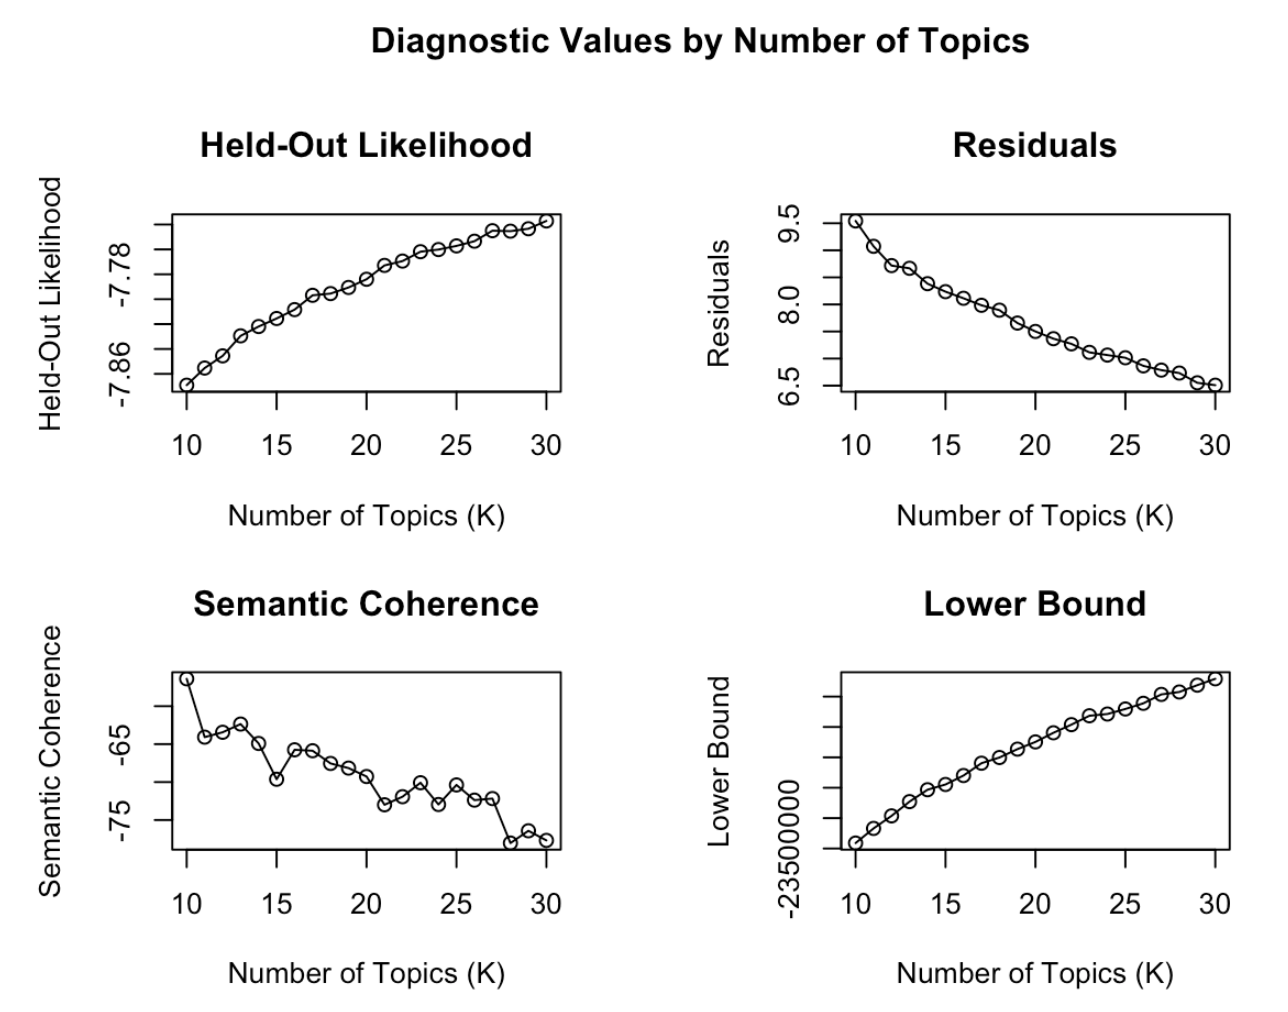 Diagnostic Values by Number of Topics
Held-Out Likelihood
Held-Out Likelihood
-7.78
-7.86
10 15 20 25 30
Number of Topics (K)
Residuals
Residuals
9.5
8.0
6.5
10 15 20 25 30
Number of Topics (K)
Semantic Coherence
Semantic Coherence
-65
-75
10 15 20 25 30
Number of Topics (K)
Lower Bound
Lower Bound
-23500000
10 15 20 25 30
Number of Topics (K)